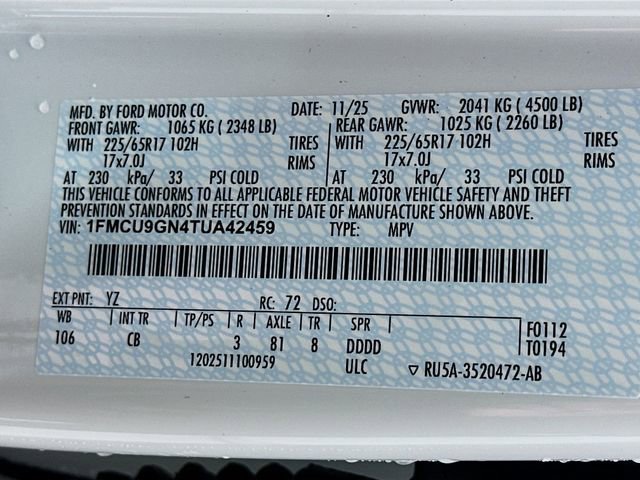 MFD. BY FORD MOTOR CO. DATE: 11/25 GVWR: 2041 KG ( 4500 LB)
FRONT GAWR: 1065 KG ( 2348 LB) REAR GAWR: 1025 KG ( 2260 LB)
WITH 225/65R17 102H TIRES WITH 225/65R17 102H TIRES
17x7.0J RIMS 17x7.0J RIMS
AT 230 kPa/ 33 PSI COLD AT 230 kPa/ 33 PSI COLD
THIS VEHICLE CONFORMS TO ALL APPLICABLE FEDERAL MOTOR VEHICLE SAFETY AND THEFT
PREVENTION STANDARDS IN EFFECT ON THE DATE OF MANUFACTURE SHOWN ABOVE.
VIN: 1FMCU9GN4TUA42459 TYPE: MPV
EXT PNT: YZ RC: 72 DSO:
WB INT TR TP/PS R AXLE TR SPR F0112
106 CB 3 81 8 DDDD T0194
1202511100959 ULC ▽ RU5A-3520472-AB